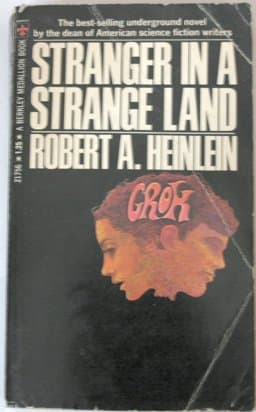 The best-selling underground novel
by the dean of American science fiction writers
STRANGER IN A
STRANGE LAND
ROBERT A. HEINLEIN
GROK
21756 * 1.25 * A BERKLEY MEDALLION BOOK